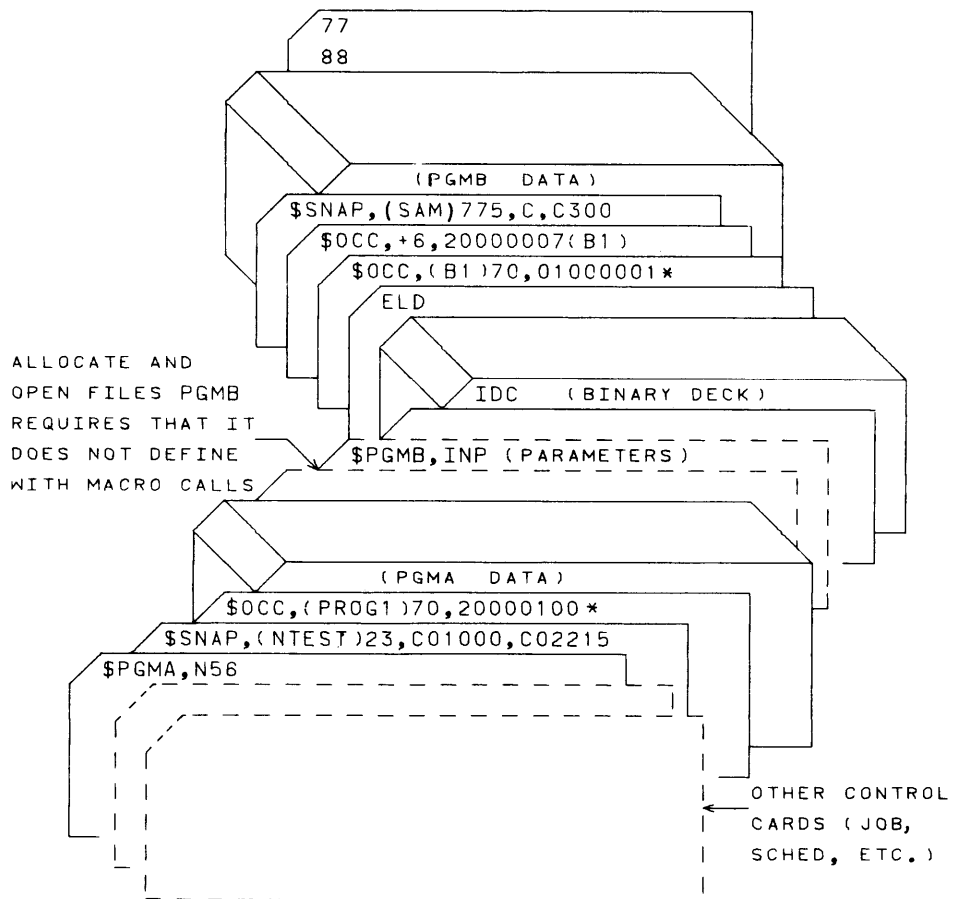 77
88
(PGMB DATA)
$SNAP,(SAM)775,C,C300
$OCC,+6,20000007(B1)
$OCC,(B1)70,01000001*
ELD
IDC (BINARY DECK)
ALLOCATE AND
OPEN FILES PGMB
REQUIRES THAT IT
DOES NOT DEFINE
WITH MACRO CALLS
$PGMB,INP (PARAMETERS)
(PGMA DATA)
$OCC,(PROG1)70,20000100*
$SNAP,(NTEST)23,C01000,C02215
$PGMA,N56
OTHER CONTROL
CARDS (JOB,
SCHED, ETC.)